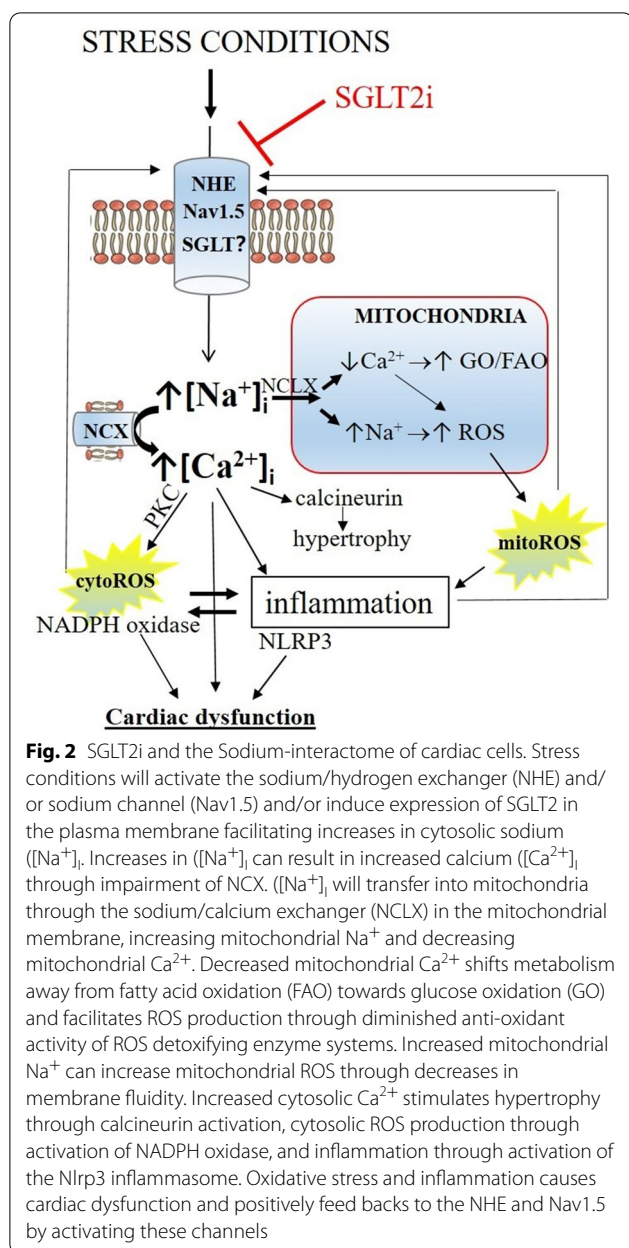 STRESS CONDITIONS
SGLT2i
NHE
Nav1.5
SGLT?
MITOCHONDRIA
↓Ca²⁺→↑ GO/FAO
↑[Na⁺]ᵢ
NCLX
↑Na⁺→↑ ROS
NCX
↑[Ca²⁺]ᵢ
PKC
calcineurin
hypertrophy
mitoROS
cytoROS
inflammation
NADPH oxidase
NLRP3
Cardiac dysfunction
Fig. 2 SGLT2i and the Sodium-interactome of cardiac cells. Stress
conditions will activate the sodium/hydrogen exchanger (NHE) and/
or sodium channel (Nav1.5) and/or induce expression of SGLT2 in
the plasma membrane facilitating increases in cytosolic sodium
([Na⁺]ₗ. Increases in ([Na⁺]ₗ can result in increased calcium ([Ca²⁺]ₗ
through impairment of NCX. ([Na⁺]ₗ will transfer into mitochondria
through the sodium/calcium exchanger (NCLX) in the mitochondrial
membrane, increasing mitochondrial Na⁺ and decreasing
mitochondrial Ca²⁺. Decreased mitochondrial Ca²⁺ shifts metabolism
away from fatty acid oxidation (FAO) towards glucose oxidation (GO)
and facilitates ROS production through diminished anti-oxidant
activity of ROS detoxifying enzyme systems. Increased mitochondrial
Na⁺ can increase mitochondrial ROS through decreases in
membrane fluidity. Increased cytosolic Ca²⁺ stimulates hypertrophy
through calcineurin activation, cytosolic ROS production through
activation of NADPH oxidase, and inflammation through activation of
the Nlrp3 inflammasome. Oxidative stress and inflammation causes
cardiac dysfunction and positively feed backs to the NHE and Nav1.5
by activating these channels